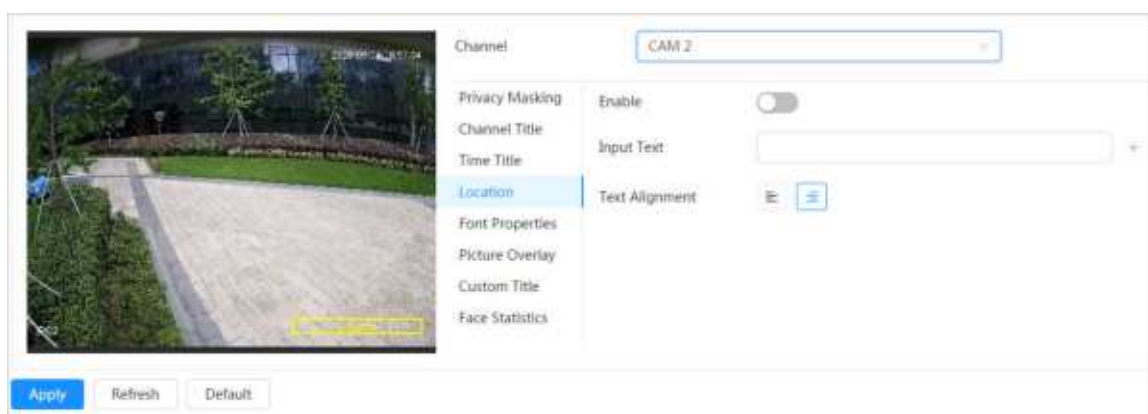 Channel
CAM 2
Privacy Masking
Channel Title
Time Title
Location
Font Properties
Picture Overlay
Custom Title
Face Statistics
Enable
Input Text
+
Text Alignment
Apply
Refresh
Default